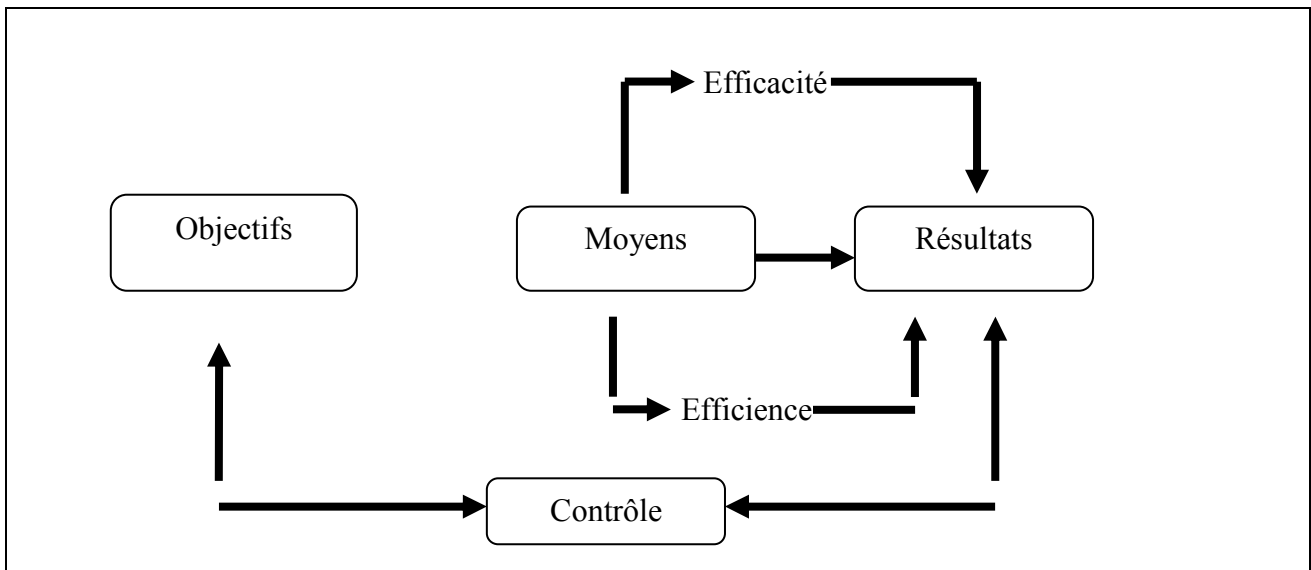 Efficacité
Objectifs
Moyens
Résultats
Efficience
Contrôle